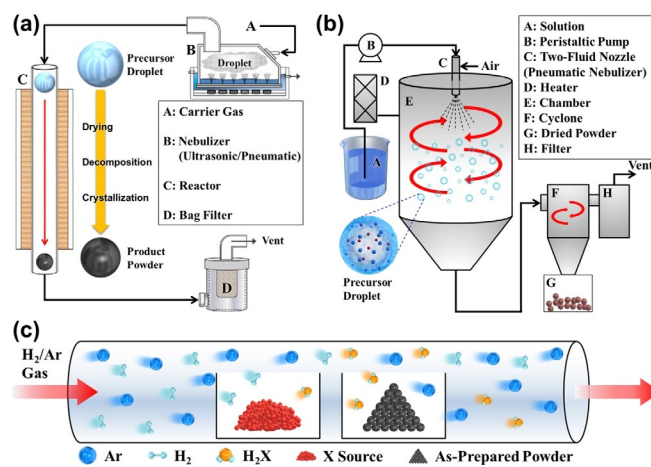 (a)
A
B
Droplet
Precursor
Droplet
C
Drying
Decomposition
Crystallization
Product
Powder
A: Carrier Gas
B: Nebulizer
(Ultrasonic/Pneumatic)
C: Reactor
D: Bag Filter
Vent
D
(b)
B
C
Air
D
E
A
Precursor
Droplet
A: Solution
B: Peristaltic Pump
C: Two-Fluid Nozzle
(Pneumatic Nebulizer)
D: Heater
E: Chamber
F: Cyclone
G: Dried Powder
H: Filter
Vent
F
H
G
(c)
H₂/Ar
Gas
Ar
H₂
H₂X
X Source
As-Prepared Powder